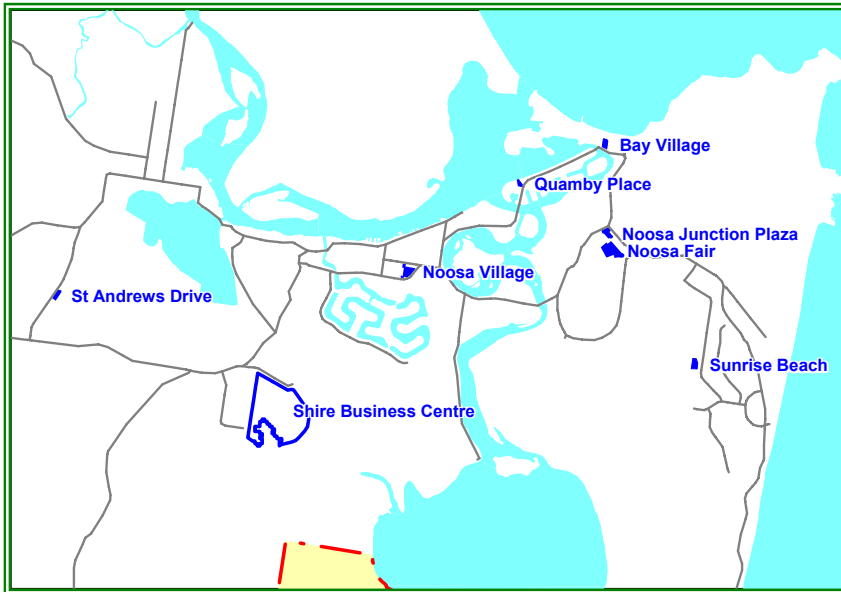 Bay Village
Quamby Place
Noosa Junction Plaza
Noosa Fair
Noosa Village
St Andrews Drive
Sunrise Beach
Shire Business Centre